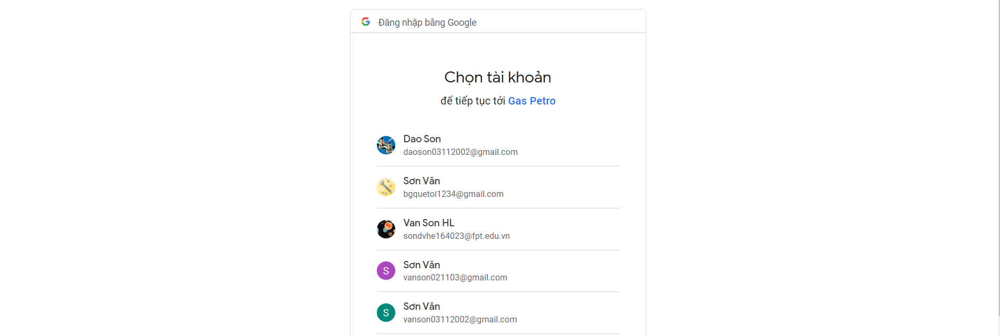 Đăng nhập bằng Google
Chọn tài khoản
để tiếp tục tới Gas Petro
Dao Son
daoson03112002@gmail.com
Sơn Văn
bgquetoi1234@gmail.com
Van Son HL
sondvhe164023@fpt.edu.vn
S
Sơn Văn
vanson021103@gmail.com
S
Sơn Văn
vanson03112002@gmail.com